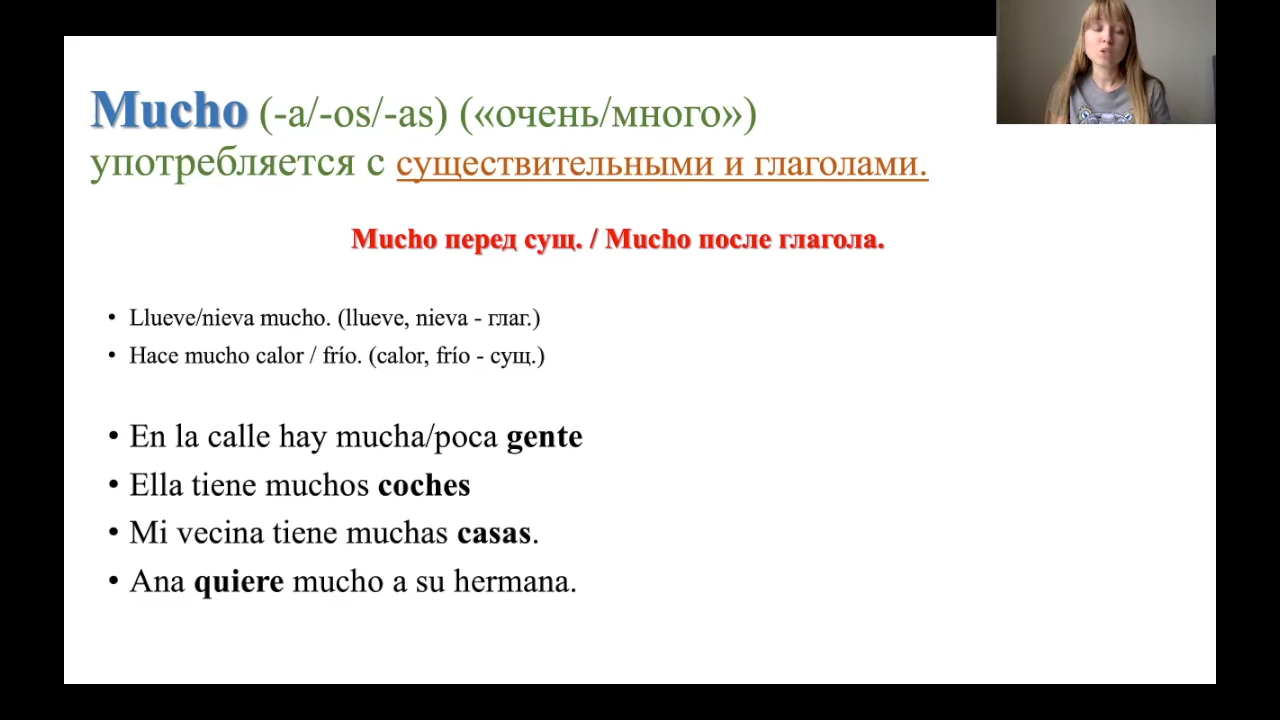 Mucho (-a/-os/-as) («очень/много»)
употребляется с существительными и глаголами.
Mucho перед сущ. / Mucho после глагола.
• Llueve/nieva mucho. (llueve, nieva - глаг.)
• Hace mucho calor / frío. (calor, frío - сущ.)
• En la calle hay mucha/poca gente
• Ella tiene muchos coches
• Mi vecina tiene muchas casas.
• Ana quiere mucho a su hermana.